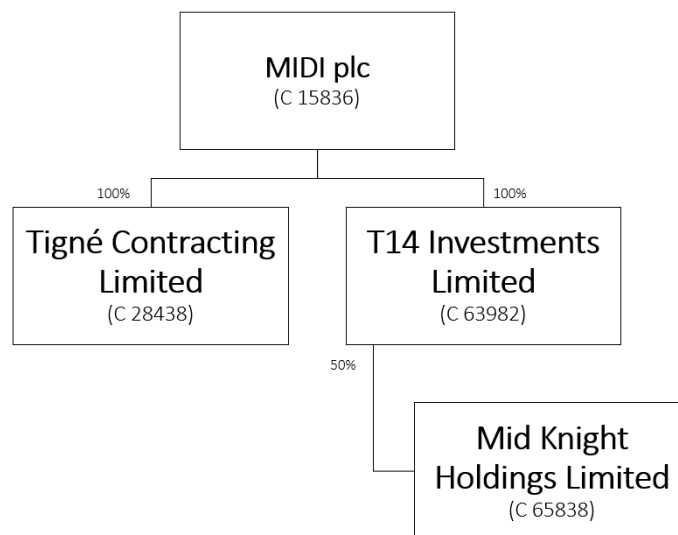 MIDI plc
(C 15836)
100%
100%
Tigné Contracting
Limited
(C 28438)
T14 Investments
Limited
(C 63982)
50%
Mid Knight
Holdings Limited
(C 65838)